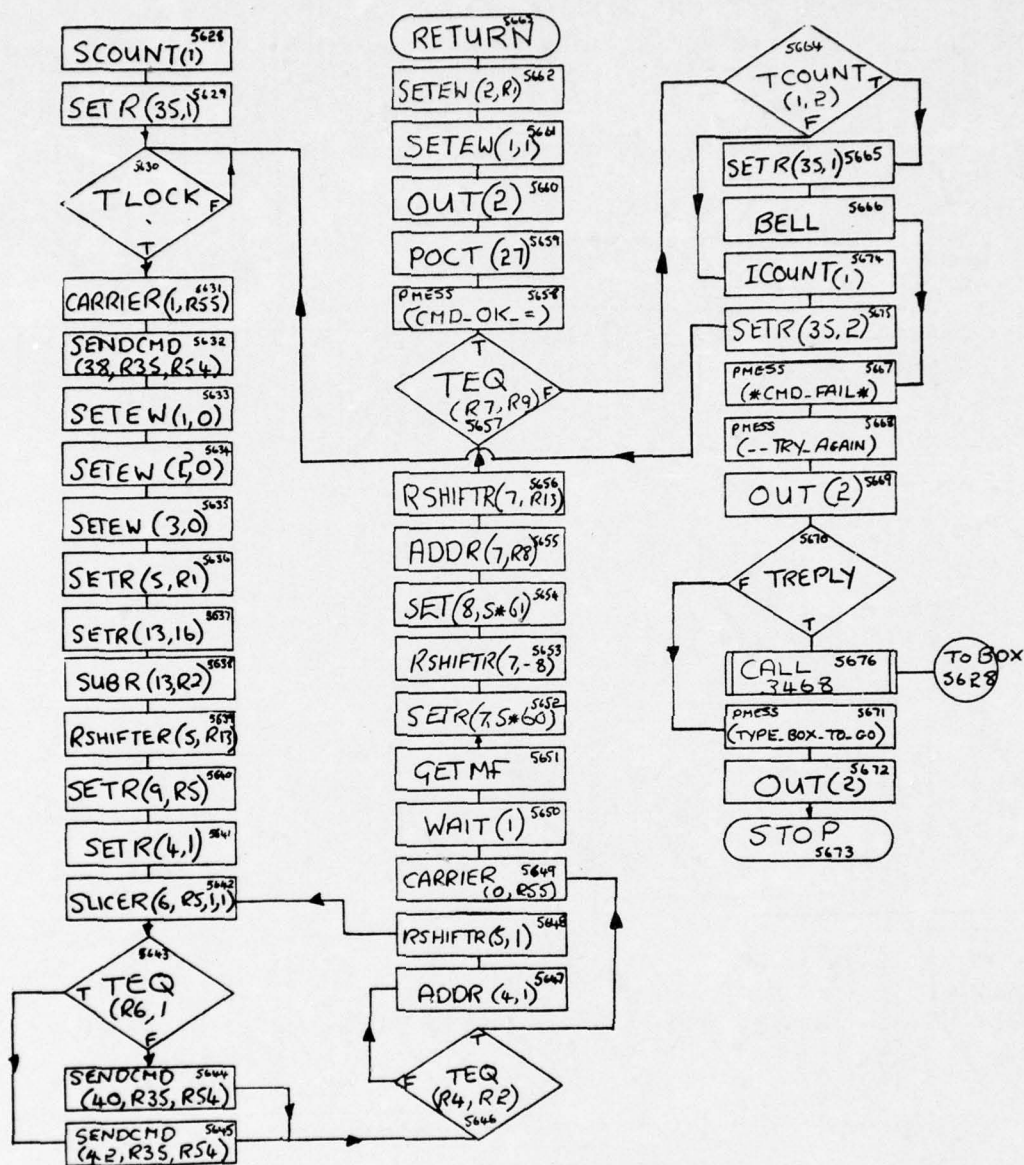 5628
SCOUNT(1)
5629
SETR(35,1)
5630
TLOCK
F
T
5631
CARRIER(1,R55)
SENDCMD 5632
(38,R35,R54)
5633
SETEW(1,0)
5634
SETEW(2,0)
5635
SETEW(3,0)
5636
SETR(5,R1)
5637
SETR(13,16)
5638
SUBR(13,R2)
5639
RSHIFTER(5,R13)
5640
SETR(9,R5)
5641
SETR(4,1)
5642
SLICER(6,R5,1,1)
5643
T TEQ
(R6,1
F
SENDCMD 5644
(40,R35,R54)
SENDCMD 5645
(42,R35,R54)
5663
RETURN
5662
SETEW(2,R1)
5661
SETEW(1,1)
5660
OUT(2)
5659
POCT(27)
PMESS 5658
(CMD_OK_=)
T
TEQ
(R7,R9) F
5657
5656
RSHIFTR(7,R13)
5655
ADDR(7,R8)
5654
SET(8,S*61)
5653
RSHIFTR(7,-8)
5652
SETR(7,S*60)
5651
GETMF
5650
WAIT(1)
CARRIER 5649
(0,R55)
5648
RSHIFTR(5,1)
5647
ADDR(4,1)
T
F TEQ
(R4,R2)
5646
5664
TCOUNT T
(1,2)
F
SETR(35,1) 5665
BELL 5666
5674
ICOUNT(1)
5675
SETR(35,2)
PMESS 5667
(*CMD_FAIL*)
PMESS 5668
(--TRY_AGAIN)
OUT(2) 5669
5670
F TREPLY
T
CALL 5676
3468
TO BOX
5628
PMESS 5671
(TYPE_BOX_TO_GO)
OUT(2) 5672
STOP
5673